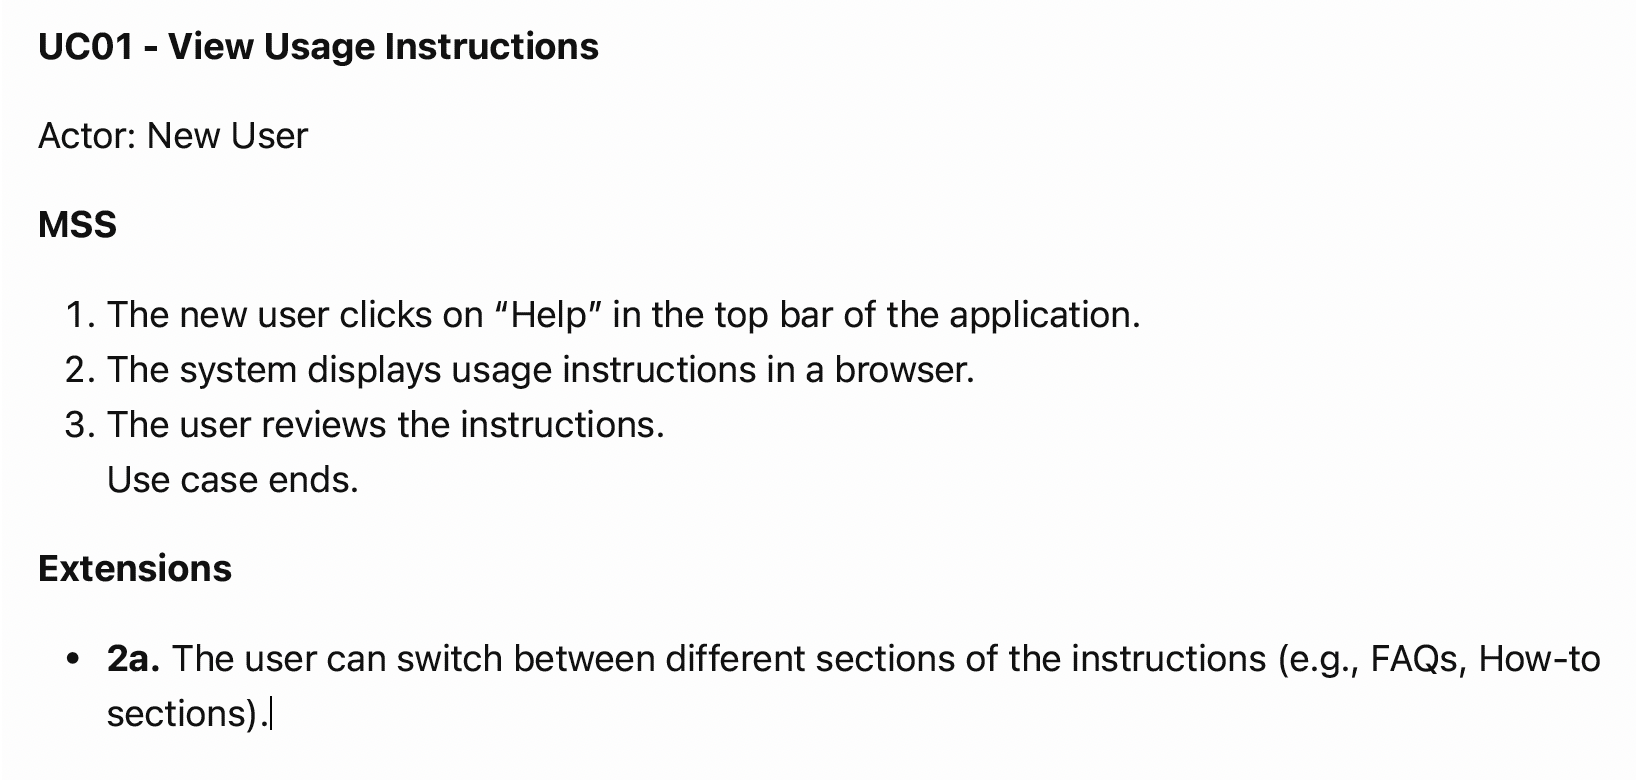 UC01 - View Usage Instructions
Actor: New User
MSS
1. The new user clicks on “Help” in the top bar of the application.
2. The system displays usage instructions in a browser.
3. The user reviews the instructions.
Use case ends.
Extensions
• 2a. The user can switch between different sections of the instructions (e.g., FAQs, How-to
sections).